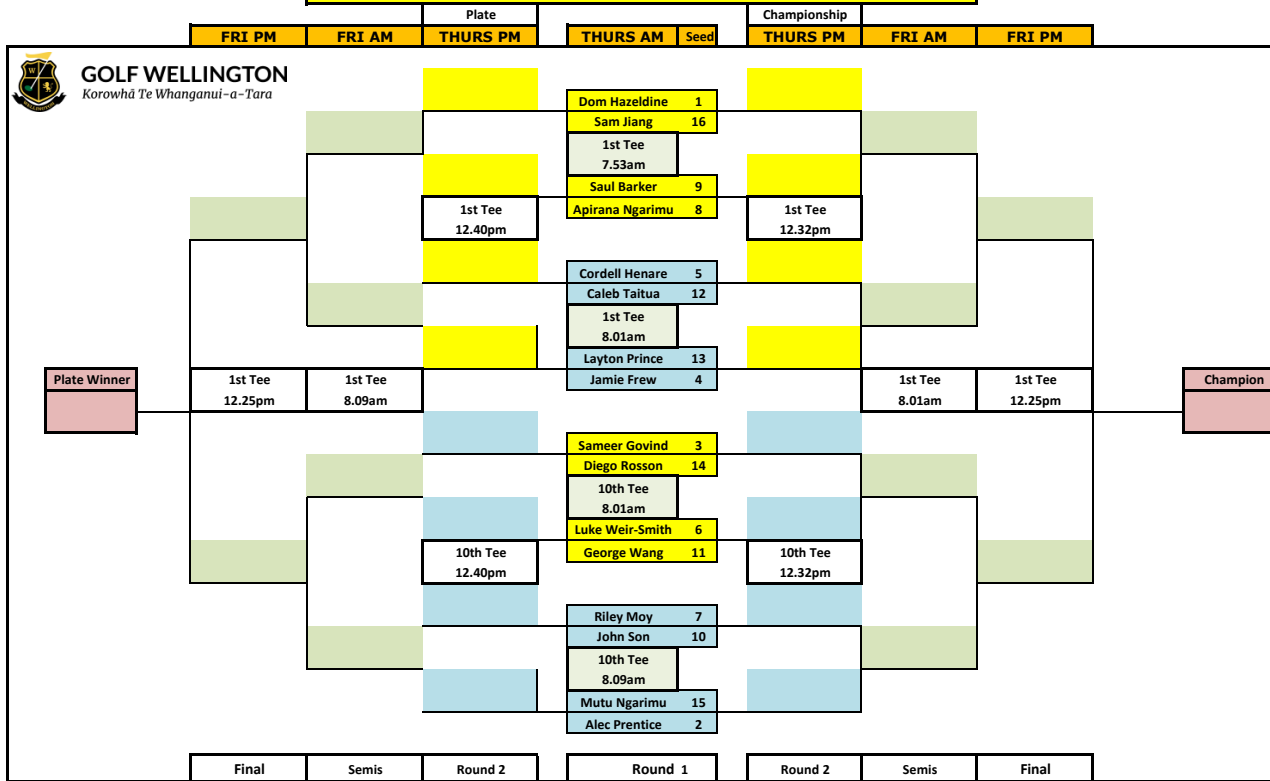 Plate Championship
FRI PM FRI AM THURS PM THURS AM Seed THURS PM FRI AM FRI PM
GOLF WELLINGTON
Korowhā Te Whanganui-a-Tara
Dom Hazeldine 1
Sam Jiang 16
1st Tee
7.53am
Saul Barker 9
1st Tee Apirana Ngarimu 8 1st Tee
12.40pm 12.32pm
Cordell Henare 5
Caleb Taitua 12
1st Tee
8.01am
Layton Prince 13
Plate Winner 1st Tee 1st Tee Jamie Frew 4 1st Tee 1st Tee Champion
12.25pm 8.09am 8.01am 12.25pm
Sameer Govind 3
Diego Rosson 14
10th Tee
8.01am
Luke Weir-Smith 6
10th Tee George Wang 11 10th Tee
12.40pm 12.32pm
Riley Moy 7
John Son 10
10th Tee
8.09am
Mutu Ngarimu 15
Alec Prentice 2
Final Semis Round 2 Round 1 Round 2 Semis Final